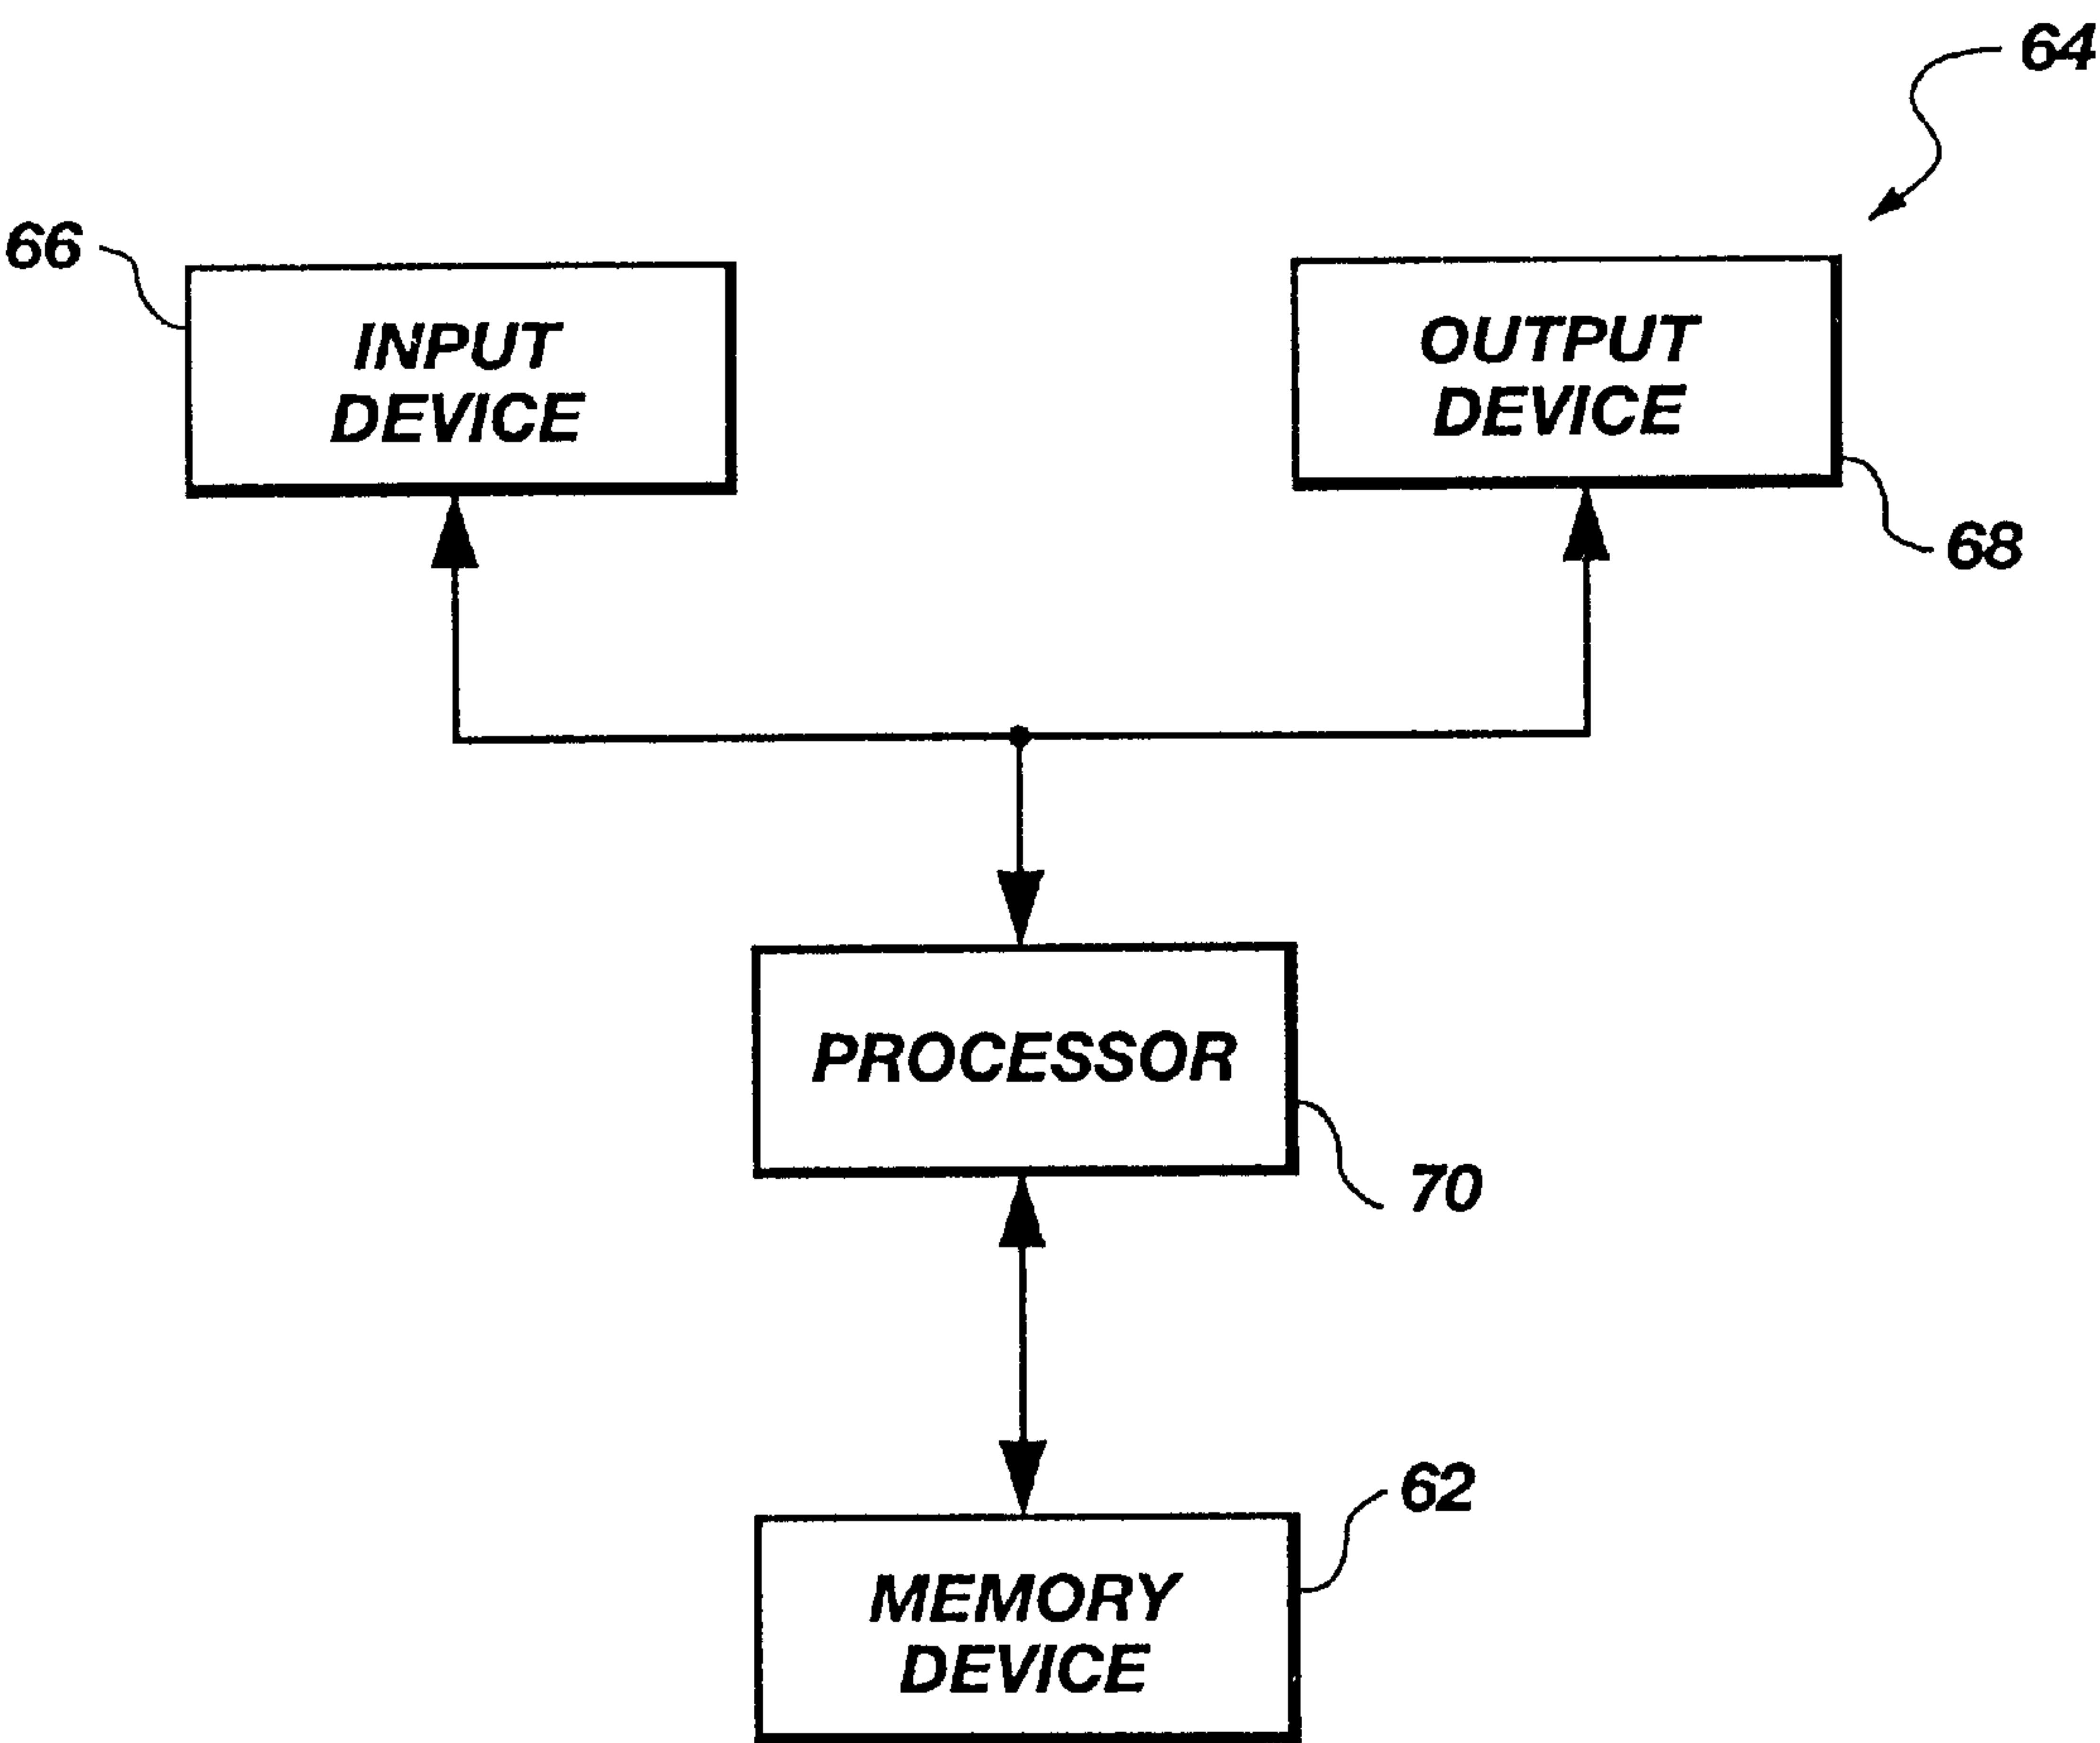 64
66
INPUT
DEVICE
OUTPUT
DEVICE
68
PROCESSOR
70
62
MEMORY
DEVICE